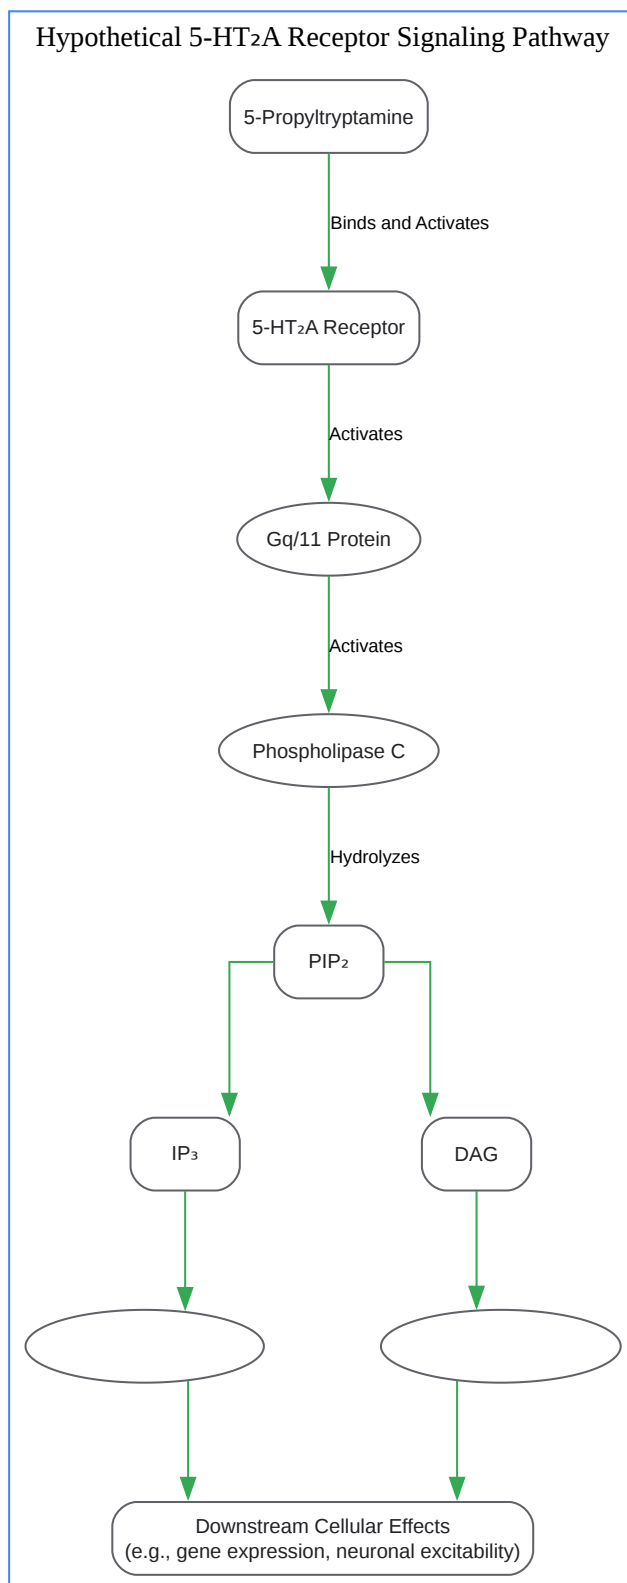 Hypothetical 5-HT₂A Receptor Signaling Pathway
5-Propyltryptamine
Binds and Activates
5-HT₂A Receptor
Activates
Gq/11 Protein
Activates
Phospholipase C
Hydrolyzes
PIP₂
IP₃
DAG
Downstream Cellular Effects
(e.g., gene expression, neuronal excitability)